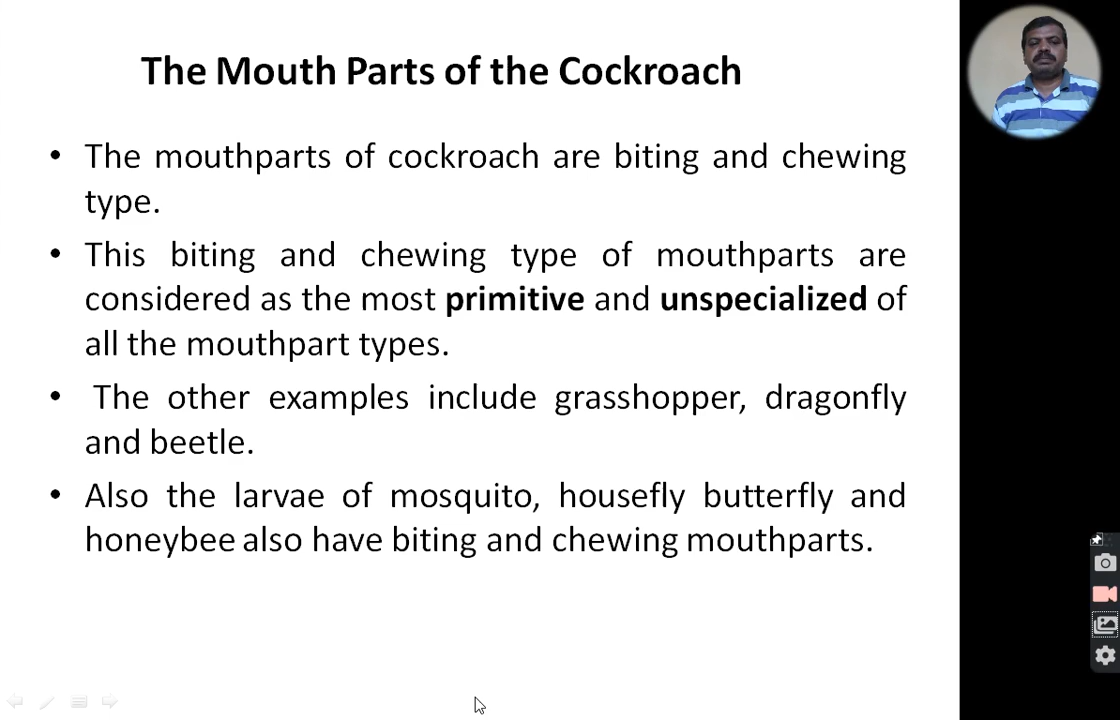 The Mouth Parts of the Cockroach
• The mouthparts of cockroach are biting and chewing
type.
• This biting and chewing type of mouthparts are
considered as the most primitive and unspecialized of
all the mouthpart types.
• The other examples include grasshopper, dragonfly
and beetle.
• Also the larvae of mosquito, housefly butterfly and
honeybee also have biting and chewing mouthparts.